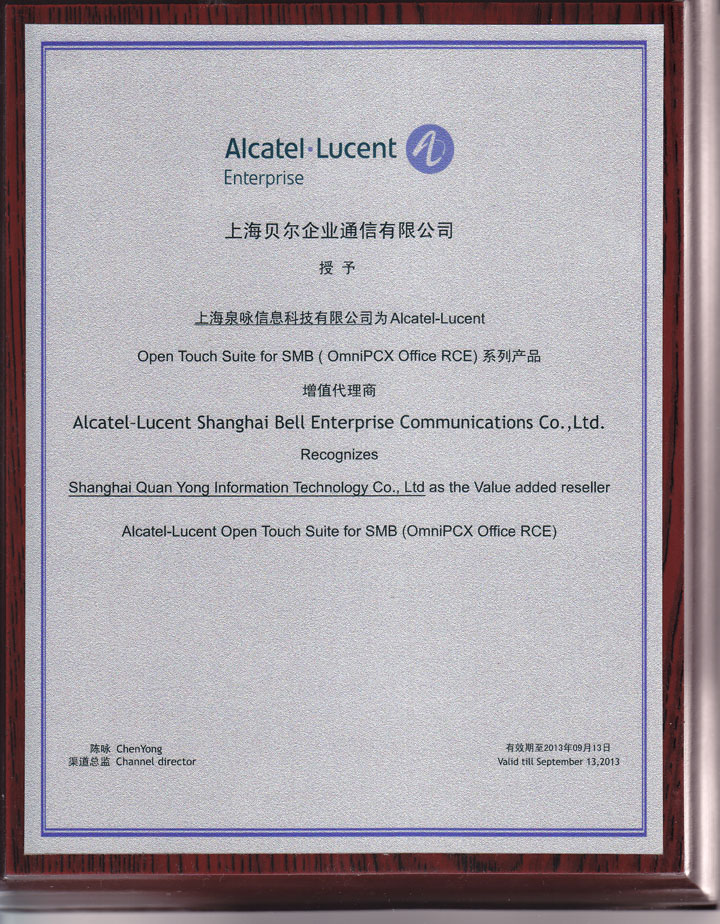 Alcatel·Lucent
Enterprise
上海贝尔企业通信有限公司
授 予
上海泉咏信息科技有限公司为Alcatel-Lucent
Open Touch Suite for SMB ( OmniPCX Office RCE) 系列产品
增值代理商
Alcatel-Lucent Shanghai Bell Enterprise Communications Co.,Ltd.
Recognizes
Shanghai Quan Yong Information Technology Co., Ltd as the Value added reseller
Alcatel-Lucent Open Touch Suite for SMB (OmniPCX Office RCE)
陈咏 ChenYong
渠道总监 Channel director
有效期至2013年09月13日
Valid till September 13,2013